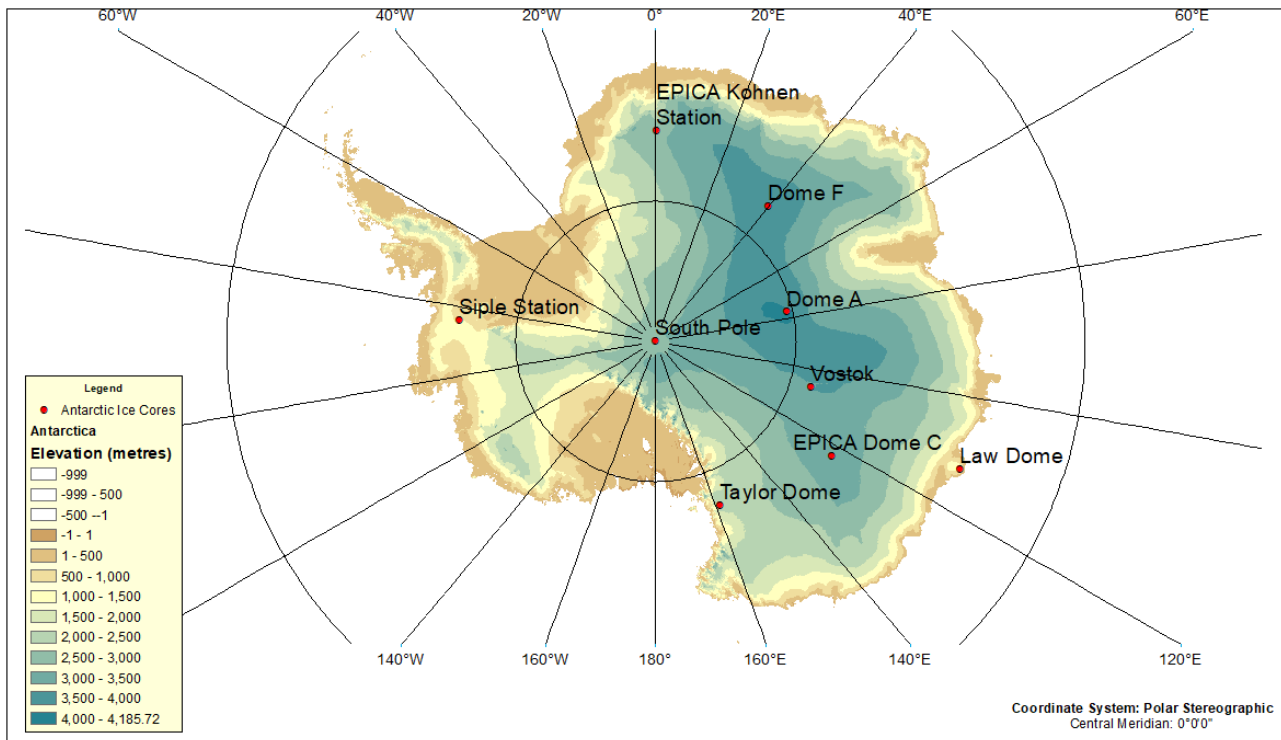 60°W 40°W 20°W 0° 20°E 40°E 60°E
EPICA Kohnen
Station
Dome F
Dome A
Siple Station
South Pole
Vostok
EPICA Dome C
Law Dome
Taylor Dome
Legend
Antarctic Ice Cores
Antarctica
Elevation (metres)
-999
-999 - 500
-500 --1
-1 - 1
1 - 500
500 - 1,000
1,000 - 1,500
1,500 - 2,000
2,000 - 2,500
2,500 - 3,000
3,000 - 3,500
3,500 - 4,000
4,000 - 4,185.72
140°W 160°W 180° 160°E 140°E 120°E
Coordinate System: Polar Stereographic
Central Meridian: 0°0'0"